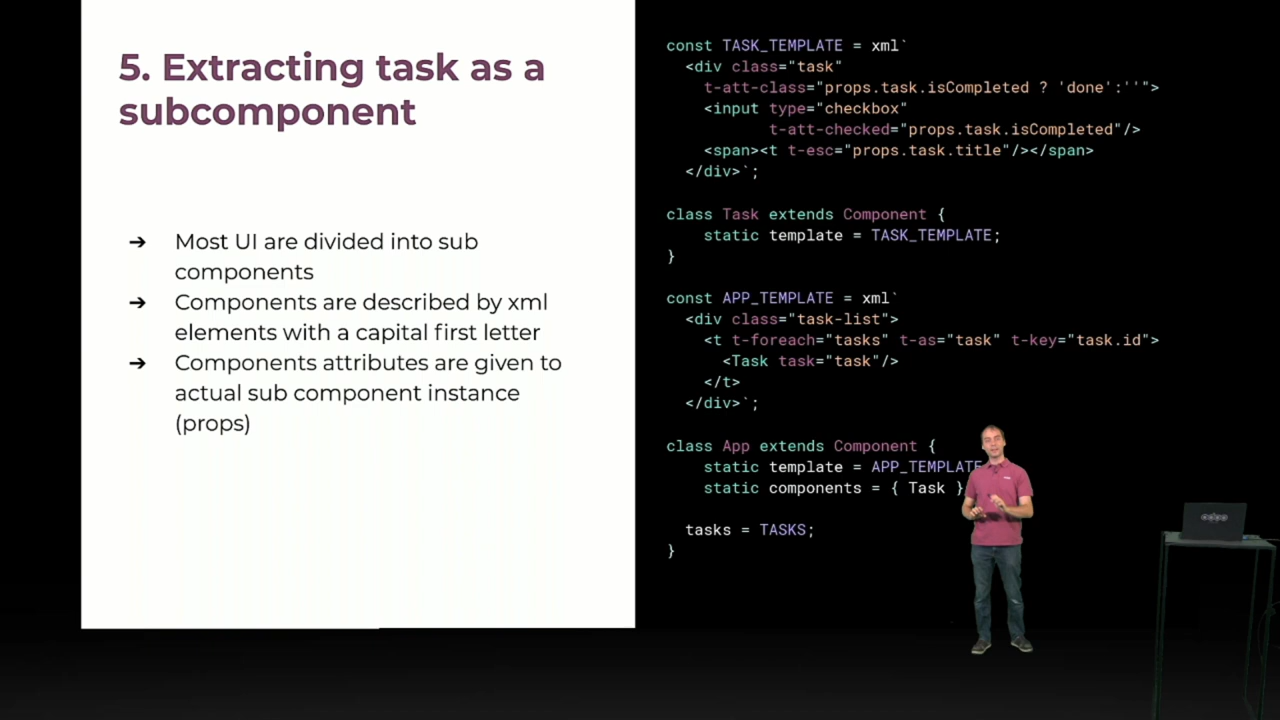 5. Extracting task as a
subcomponent
➔ Most UI are divided into sub
components
➔ Components are described by xml
elements with a capital first letter
➔ Components attributes are given to
actual sub component instance
(props)
const TASK_TEMPLATE = xml`
<div class="task"
t-att-class="props.task.isCompleted ? 'done':''">
<input type="checkbox"
t-att-checked="props.task.isCompleted"/>
<span><t t-esc="props.task.title"/></span>
</div>`;
class Task extends Component {
static template = TASK_TEMPLATE;
}
const APP_TEMPLATE = xml`
<div class="task-list">
<t t-foreach="tasks" t-as="task" t-key="task.id">
<Task task="task"/>
</t>
</div>`;
class App extends Component {
static template = APP_TEMPLATE
static components = { Task }
tasks = TASKS;
}
odoo